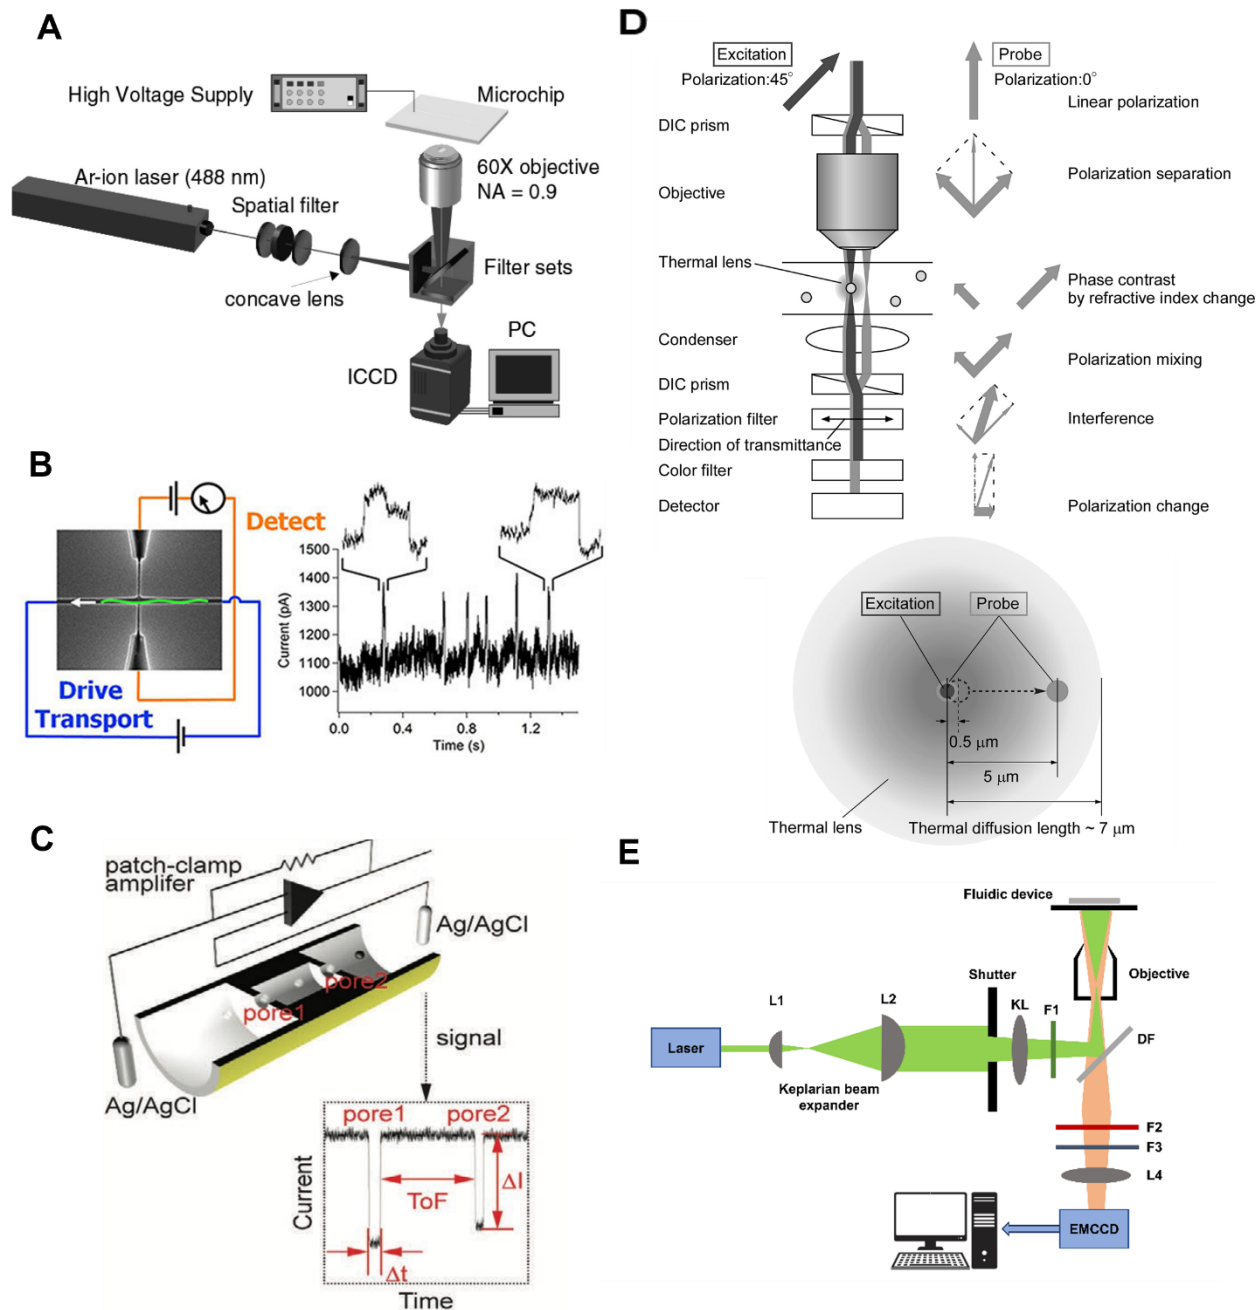 A
High Voltage Supply
Microchip
Ar-ion laser (488 nm)
60X objective
NA = 0.9
Spatial filter
Filter sets
concave lens
PC
ICCD
B
Detect
Drive
Transport
1500
1400
1300
1200
1100
1000
Current (pA)
0.0
0.4
0.8
1.2
Time (s)
C
patch-clamp
amplifer
Ag/AgCl
pore2
pore1
signal
Ag/AgCl
pore1
pore2
ΔI
ToF
Current
Δt
Time
D
Excitation
Polarization:45°
Probe
Polarization:0°
Linear polarization
DIC prism
Polarization separation
Objective
Thermal lens
Phase contrast
by refractive index change
Condenser
Polarization mixing
DIC prism
Polarization filter
Interference
Direction of transmittance
Color filter
Detector
Polarization change
Excitation
Probe
0.5 μm
5 μm
Thermal lens
Thermal diffusion length ~ 7 μm
E
Fluidic device
Objective
Shutter
L1
L2
KL
F1
DF
Laser
Keplarian beam
expander
F2
F3
L4
EMCCD